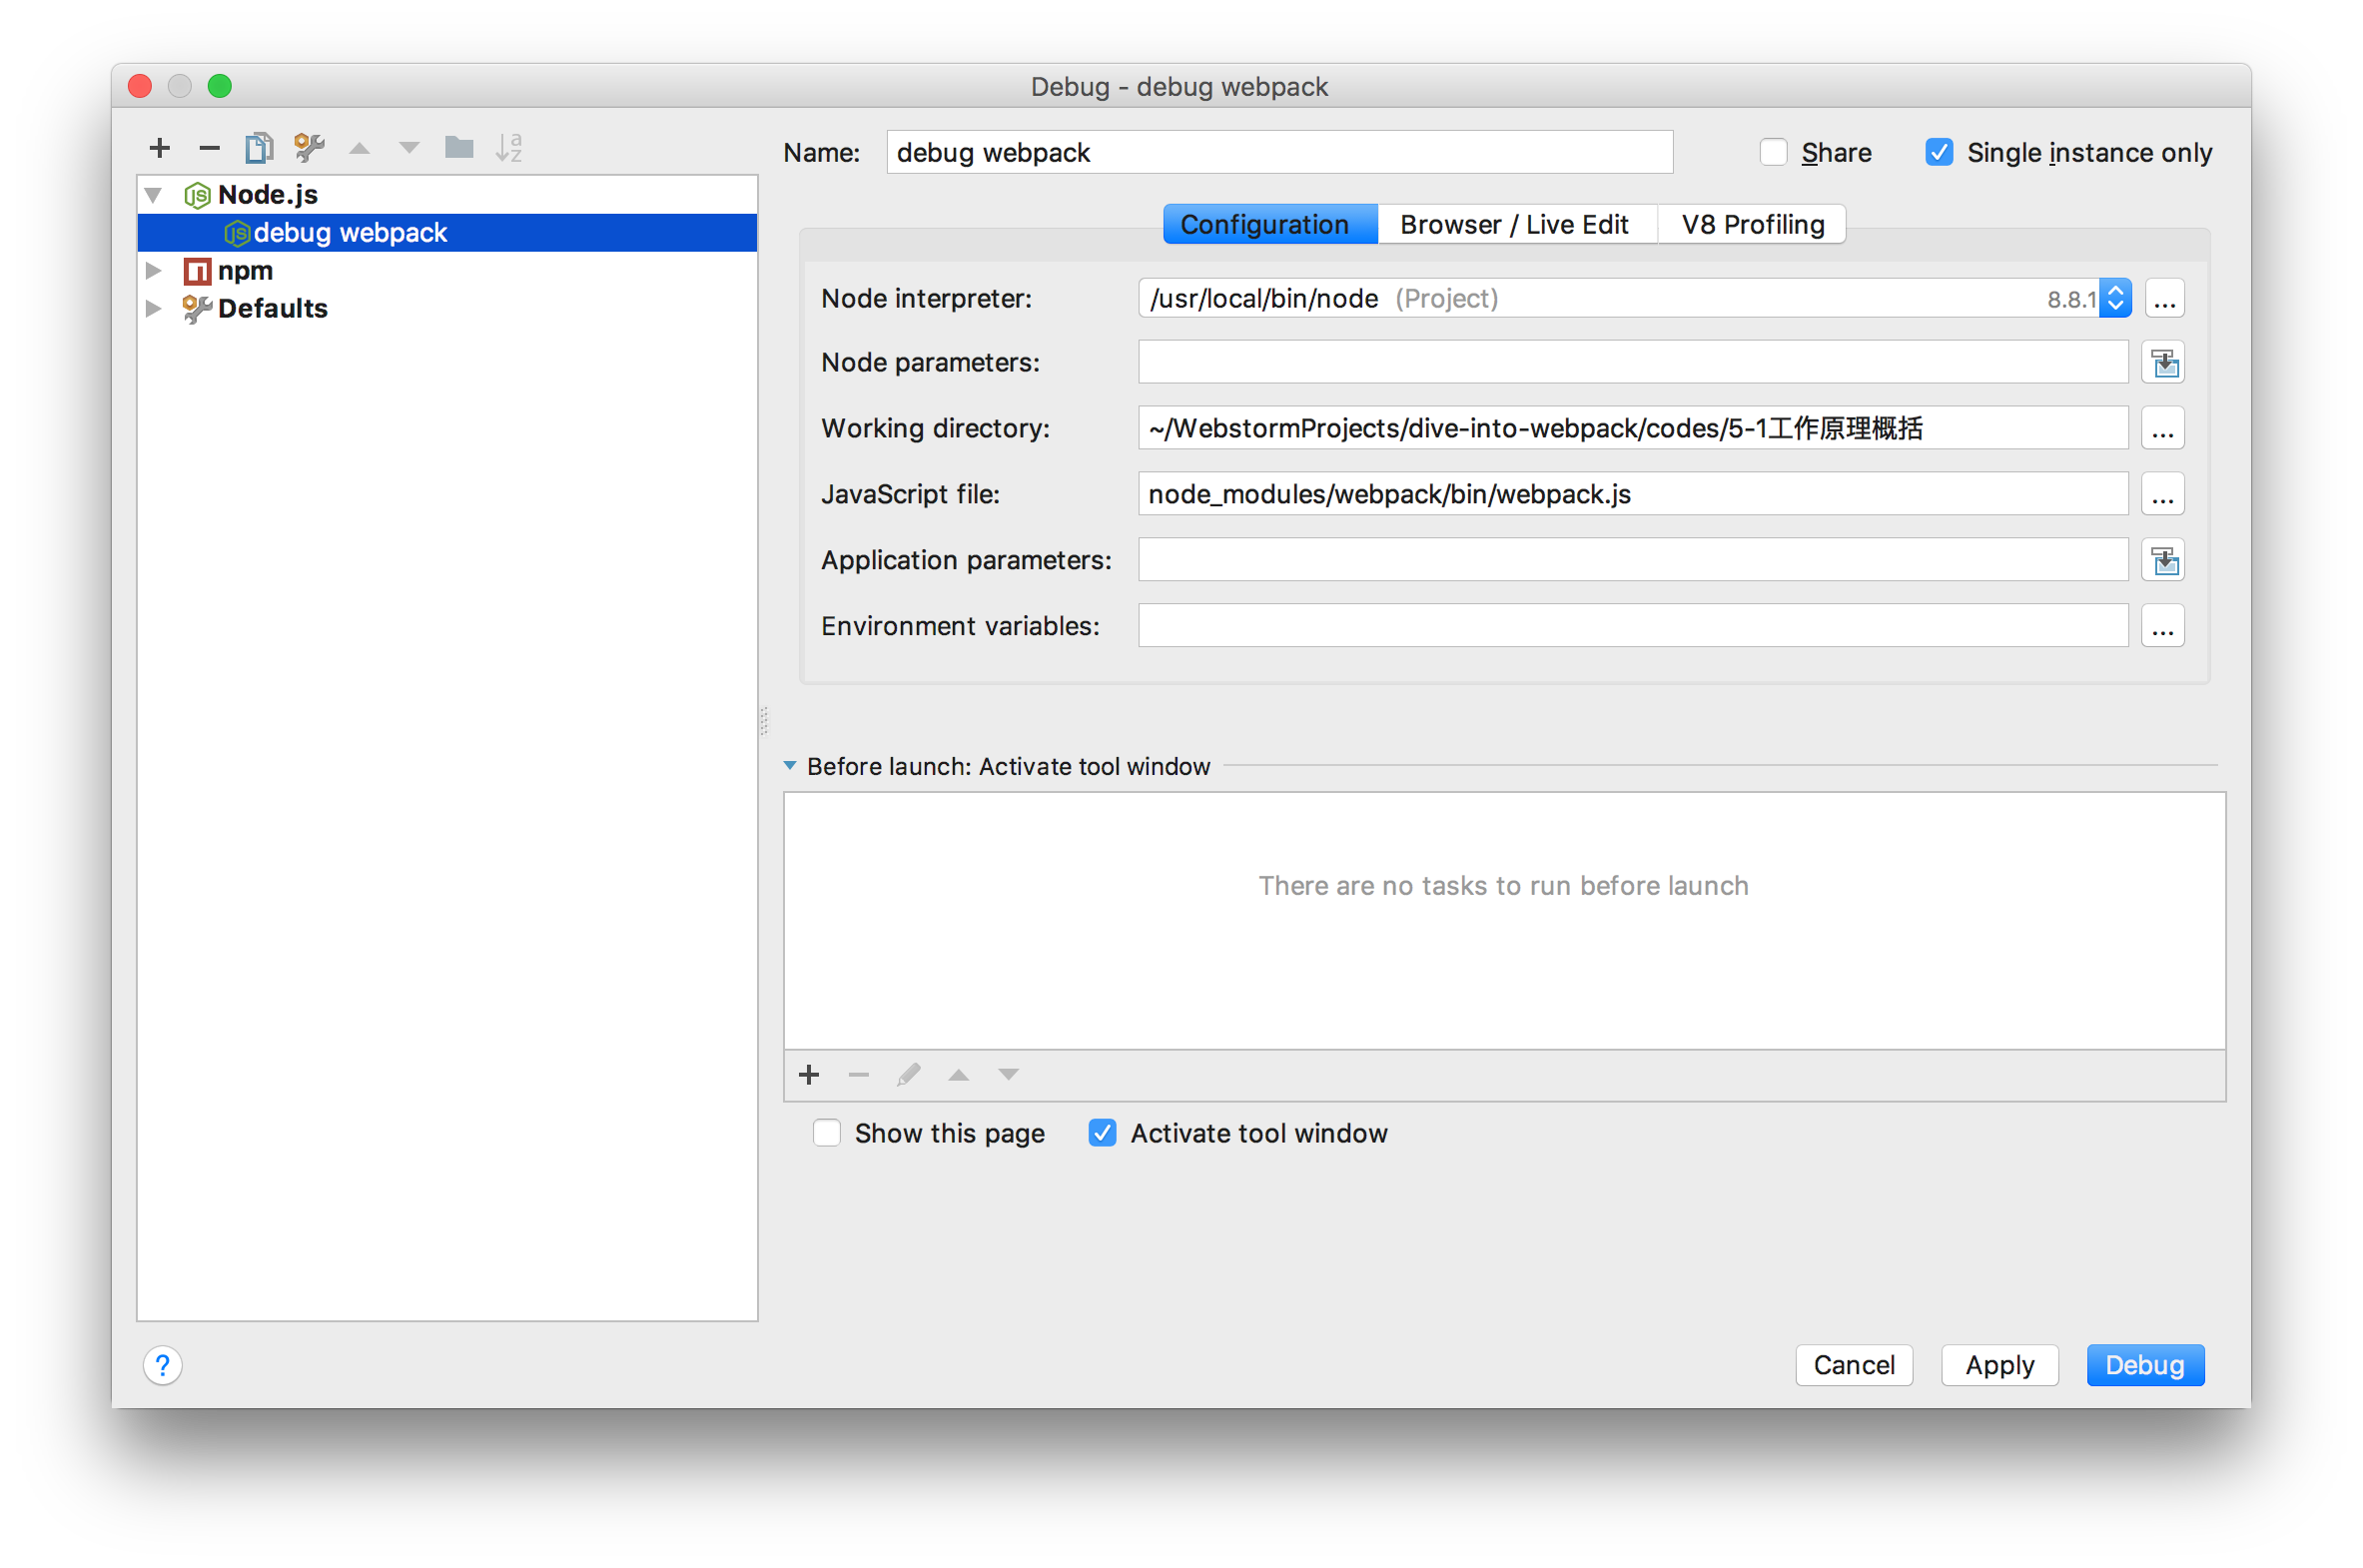 Debug - debug webpack
Name: debug webpack Share Single instance only
Node.js
debug webpack
npm
Defaults
Configuration Browser / Live Edit V8 Profiling
Node interpreter: /usr/local/bin/node (Project) 8.8.1 ...
Node parameters:
Working directory: ~/WebstormProjects/dive-into-webpack/codes/5-1工作原理概括 ...
JavaScript file: node_modules/webpack/bin/webpack.js ...
Application parameters:
Environment variables: ...
Before launch: Activate tool window
There are no tasks to run before launch
Show this page Activate tool window
? Cancel Apply Debug